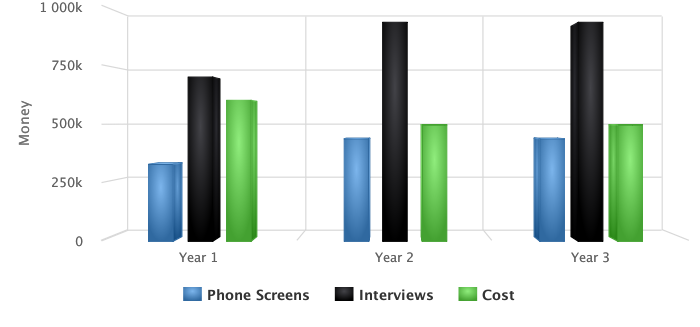 1 000k
750k
Money
500k
250k
0
Year 1 Year 2 Year 3
Phone Screens Interviews Cost